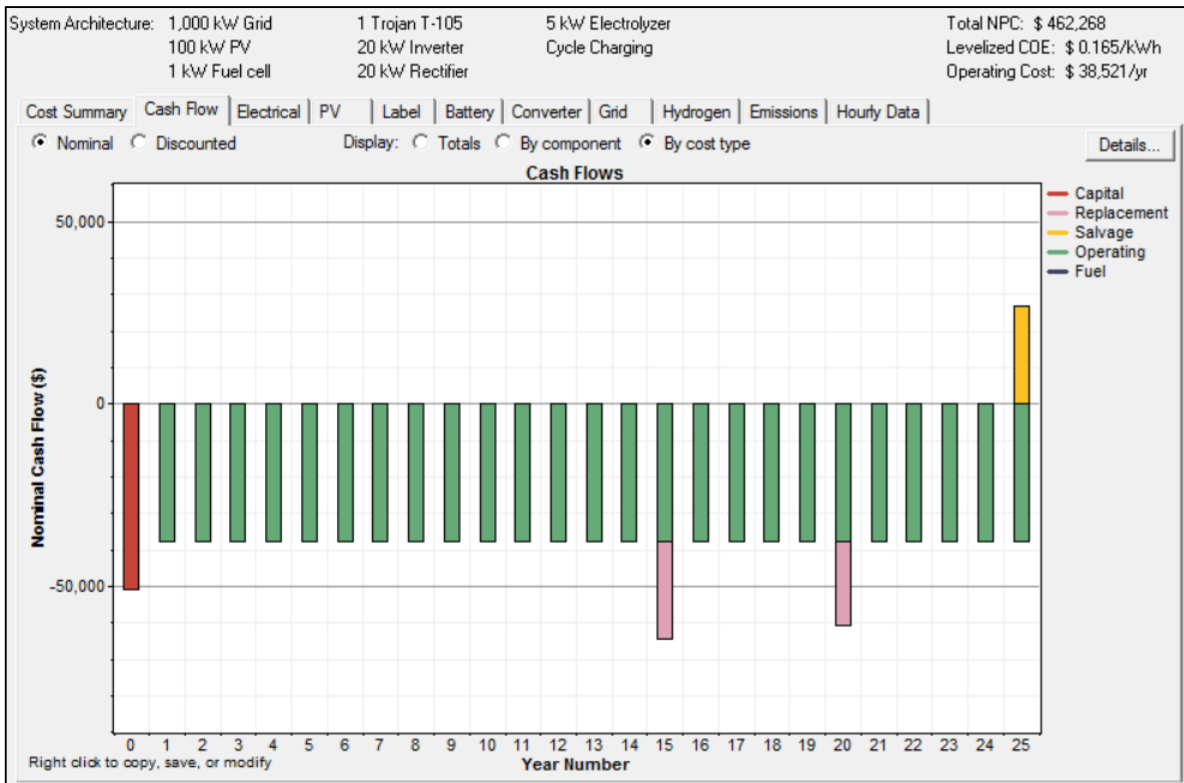 System Architecture: 1,000 kW Grid 1 Trojan T-105 5 kW Electrolyzer Total NPC: $ 462,268
100 kW PV 20 kW Inverter Cycle Charging Levelized COE: $ 0.165/kWh
1 kW Fuel cell 20 kW Rectifier Operating Cost: $ 38,521/yr
Cost Summary Cash Flow Electrical PV Label Battery Converter Grid Hydrogen Emissions Hourly Data
Nominal Discounted Display: Totals By component By cost type Details...
Cash Flows
Capital
Replacement
Salvage
Operating
Fuel
50,000
0
-50,000
Nominal Cash Flow ($)
0 1 2 3 4 5 6 7 8 9 10 11 12 13 14 15 16 17 18 19 20 21 22 23 24 25
Right click to copy, save, or modify
Year Number